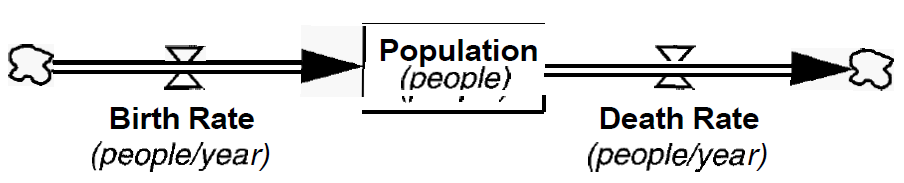 Population
(people)
Birth Rate
(people/year)
Death Rate
(people/year)